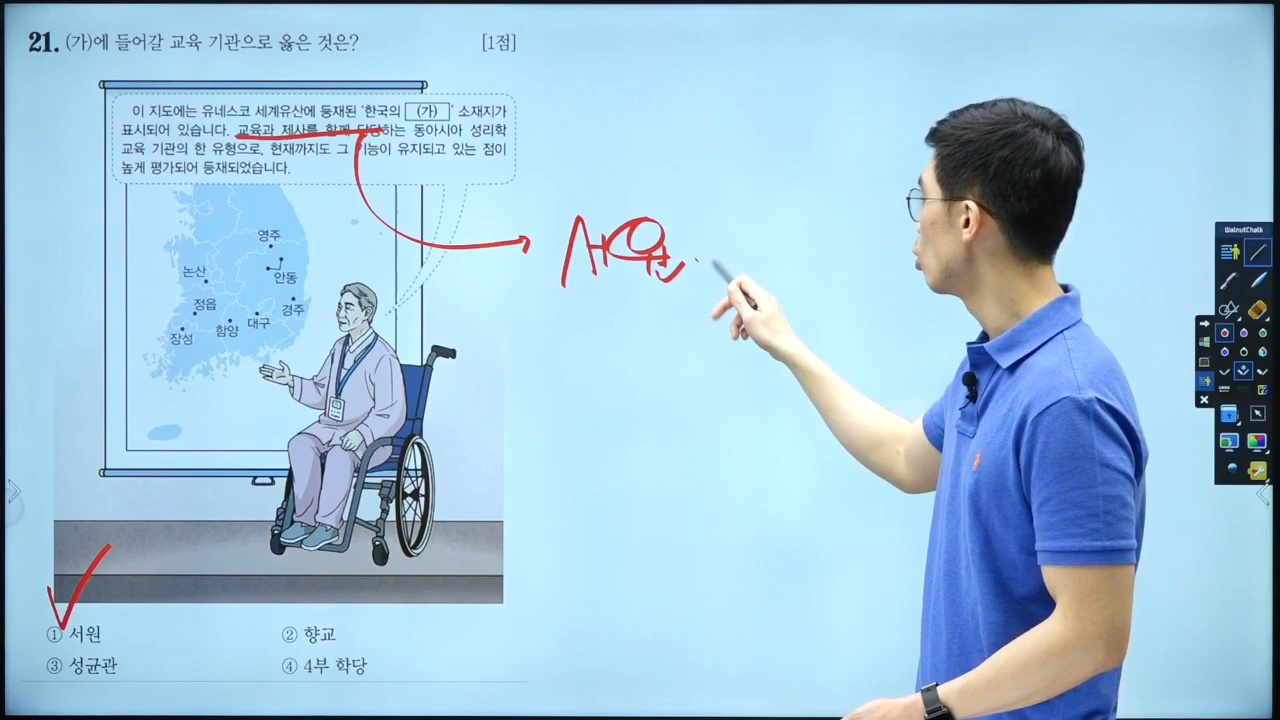 21. (가)에 들어갈 교육 기관으로 옳은 것은? [1점]
이 지도에는 유네스코 세계유산에 등재된 '한국의 (가) ' 소재지가
표시되어 있습니다. 교육과 제사를 함께 담당하는 동아시아 성리학
교육 기관의 한 유형으로, 현재까지도 그 기능이 유지되고 있는 점이
높게 평가되어 등재되었습니다.
영주
논산
안동
정읍
경주
장성
함양
대구
서원
① 서원
② 향교
③ 성균관
④ 4부 학당
WalnutChalk